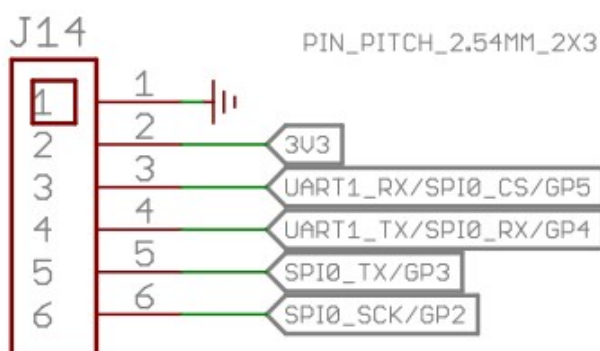 J14
PIN_PITCH_2.54MM_2X3
1 1
2 2 3V3
3 3 UART1_RX/SPI0_CS/GP5
4 4 UART1_TX/SPI0_RX/GP4
5 5 SPI0_TX/GP3
6 6 SPI0_SCK/GP2